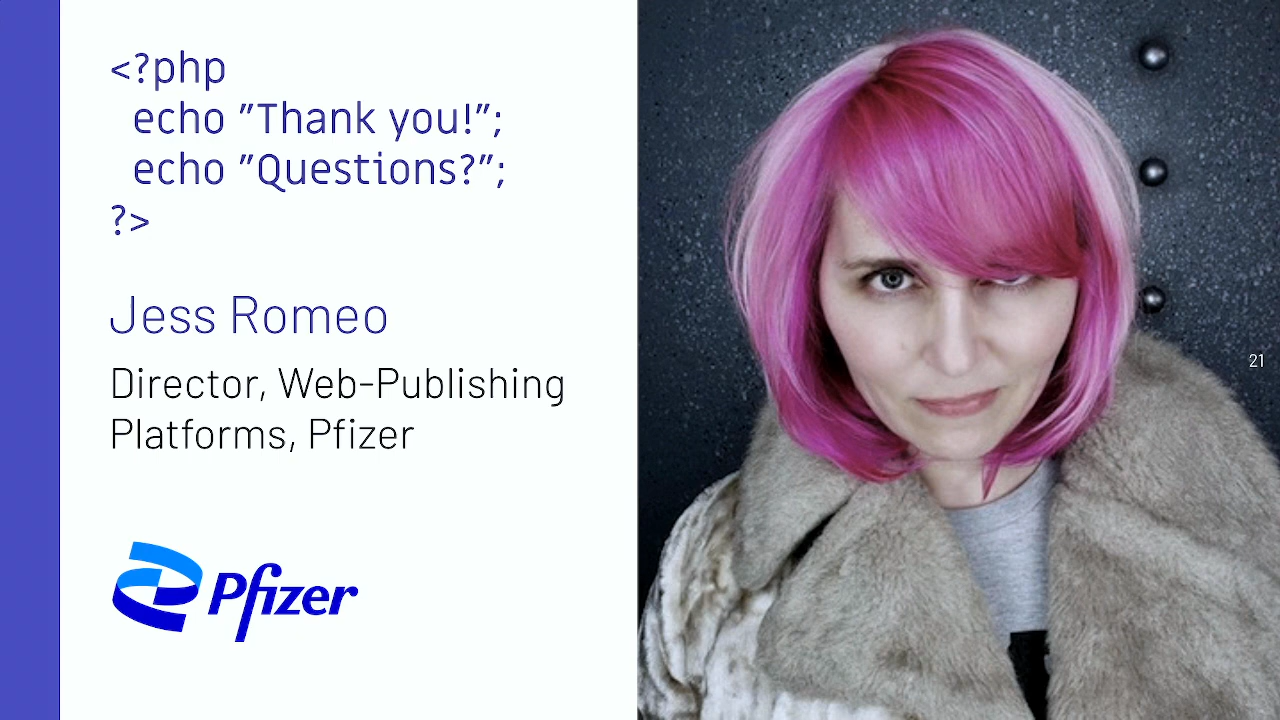 <?php
echo ”Thank you!”;
echo ”Questions?”;
?>
Jess Romeo
Director, Web-Publishing
Platforms, Pfizer
Pfizer
21